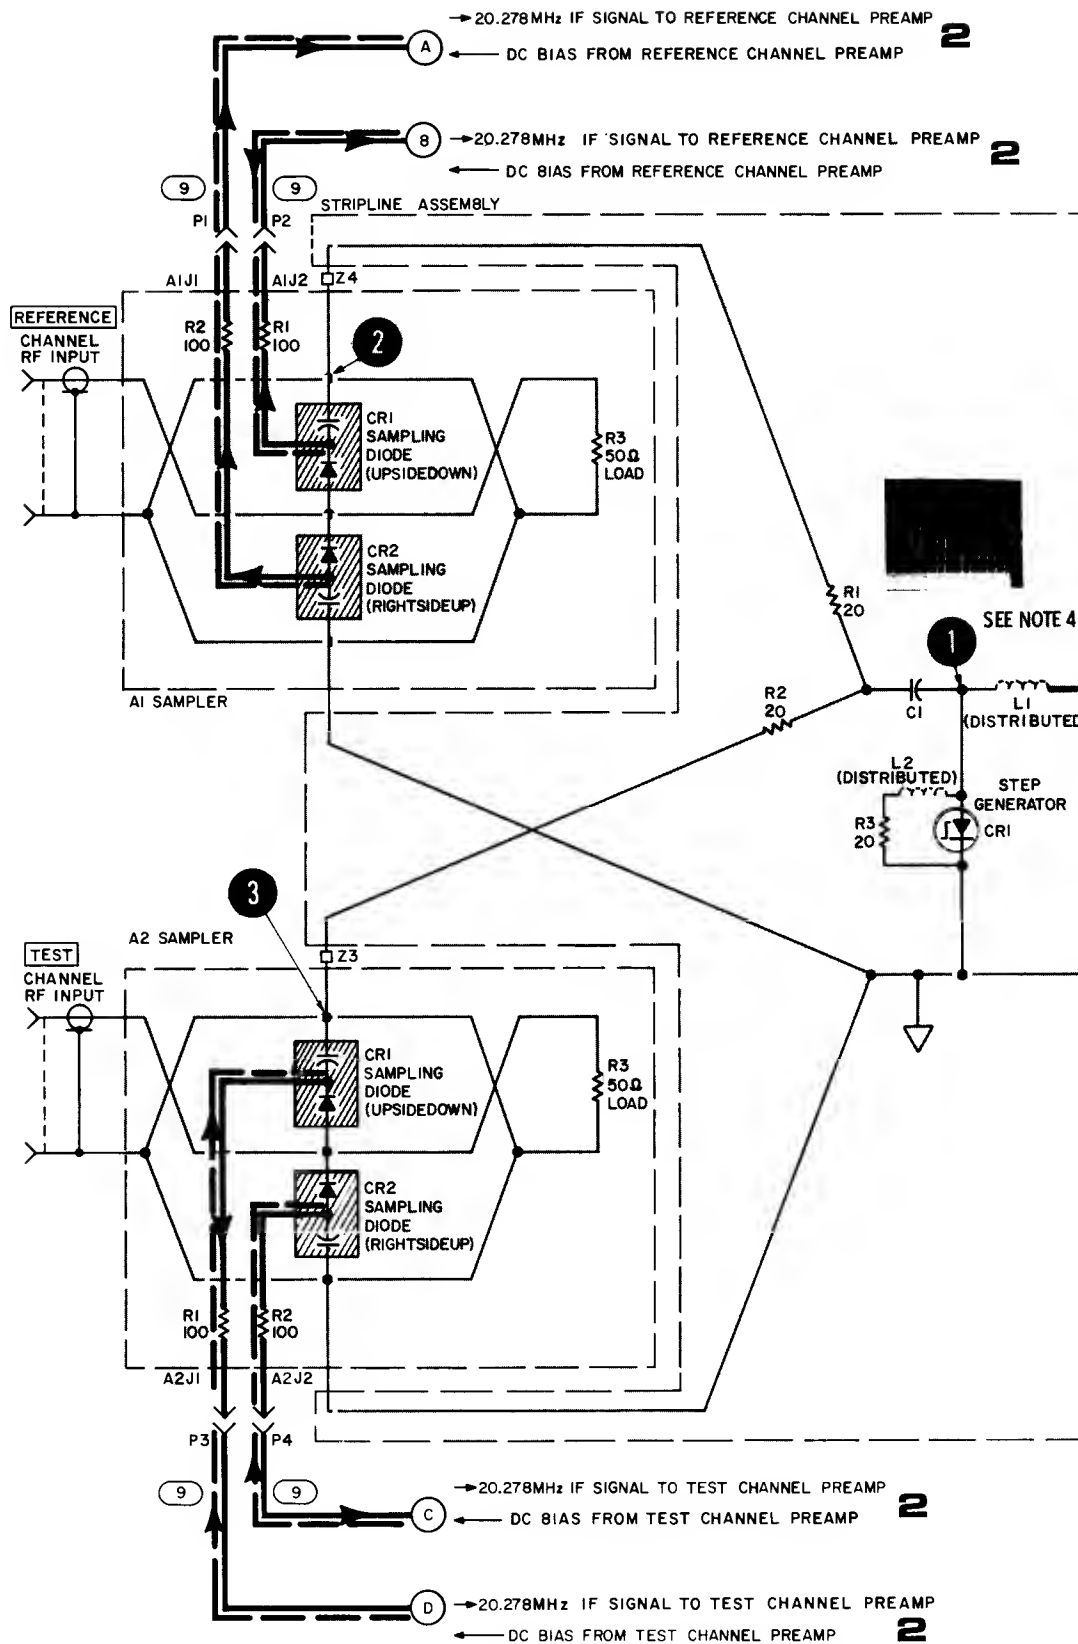 → 20.278MHz IF SIGNAL TO REFERENCE CHANNEL PREAMP
A
← DC BIAS FROM REFERENCE CHANNEL PREAMP
2
→ 20.278MHz IF SIGNAL TO REFERENCE CHANNEL PREAMP
B
← DC BIAS FROM REFERENCE CHANNEL PREAMP
2
9
9
P1
P2
STRIPLINE ASSEMBLY
A1J1
A1J2
Z4
REFERENCE
CHANNEL
RF INPUT
R2
100
R1
100
2
CR1
SAMPLING
DODE
(UPSIDEDOWN)
R3
50Ω
LOAD
CR2
SAMPLING
DIODE
(RIGHTSIDEUP)
A1 SAMPLER
R1
20
SEE NOTE 4
1
R2
20
C1
L1
(DISTRIBUTED
L2
(DISTRIBUTED)
STEP
GENERATOR
R3
20
CR1
3
A2 SAMPLER
Z3
TEST
CHANNEL
RF INPUT
CR1
SAMPLING
DIODE
(UPSIDEDOWN)
R3
50Ω
LOAD
CR2
SAMPLING
DIODE
(RIGHTSIDEUP)
R1
100
R2
100
A2J1
A2J2
P3
P4
9
9
→ 20.278MHz IF SIGNAL TO TEST CHANNEL PREAMP
C
← DC BIAS FROM TEST CHANNEL PREAMP
2
→ 20.278MHz IF SIGNAL TO TEST CHANNEL PREAMP
D
← DC BIAS FROM TEST CHANNEL PREAMP
2